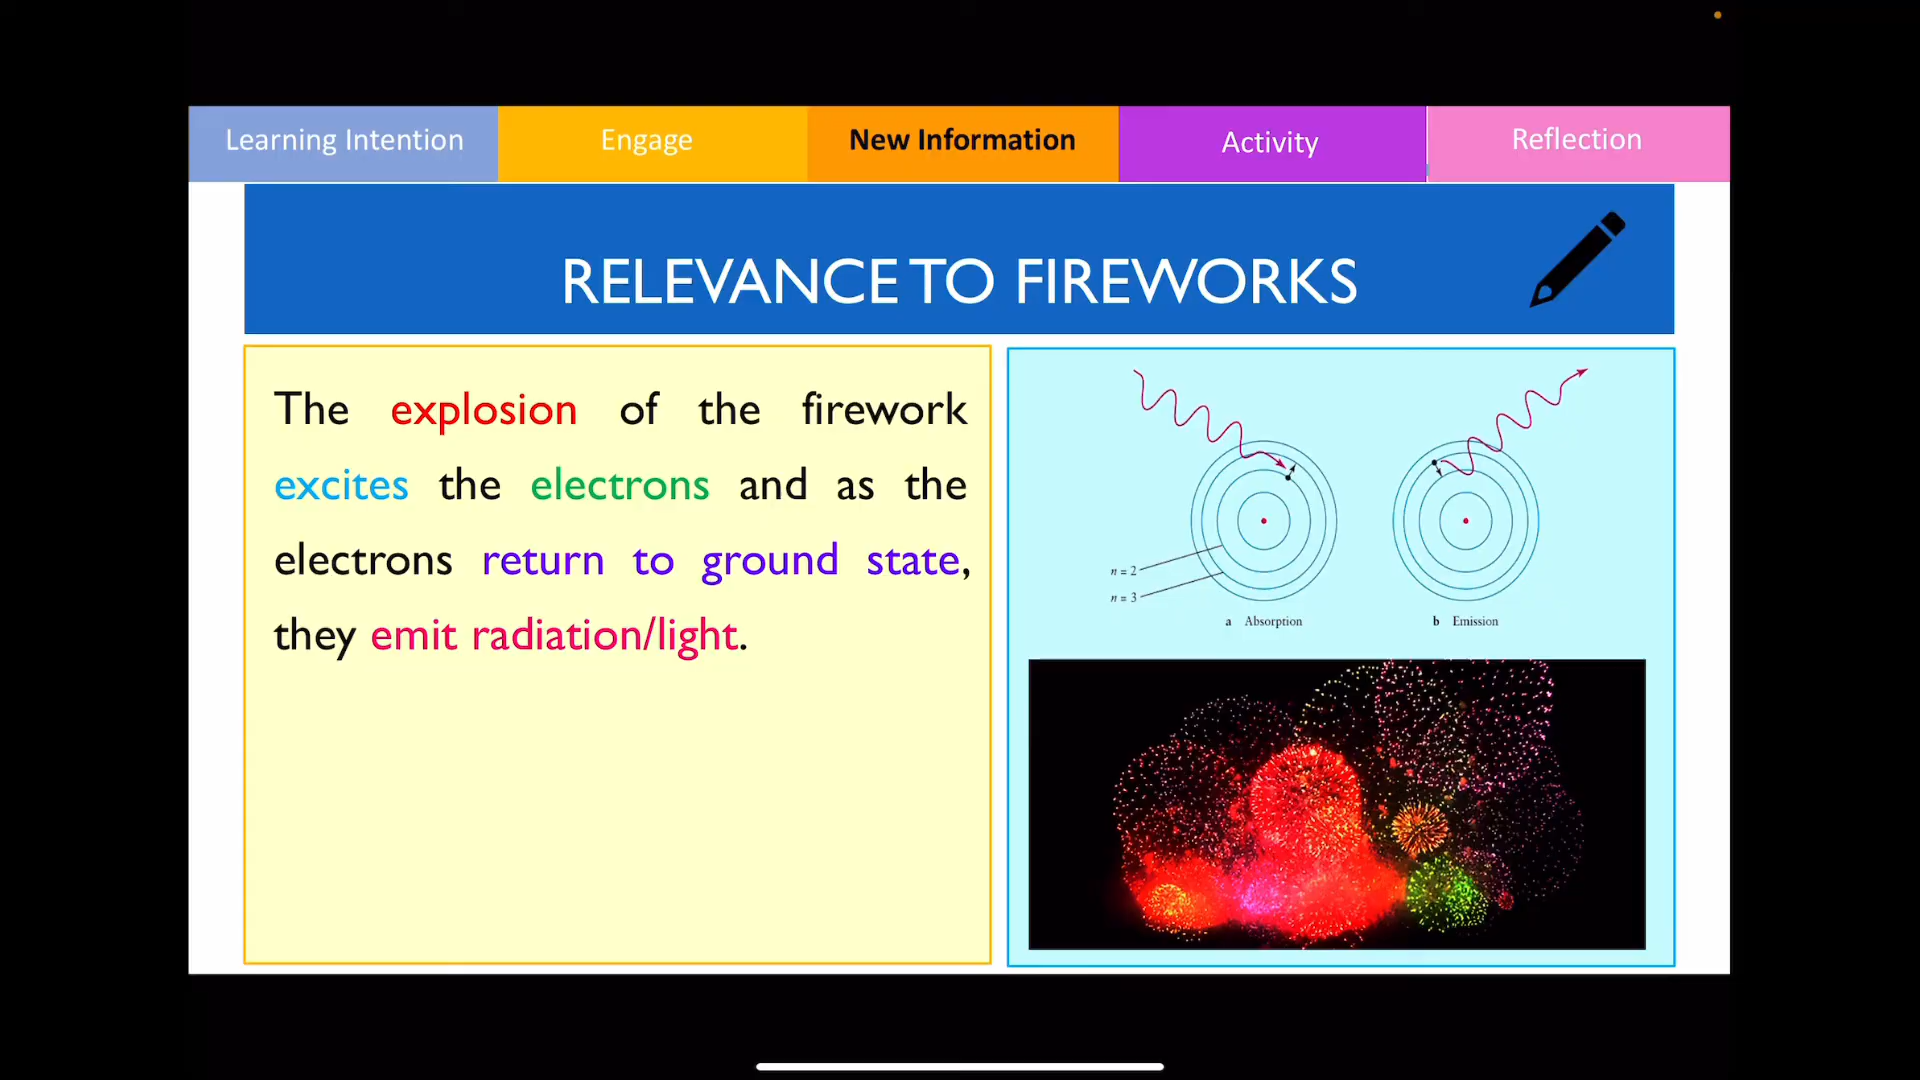 Learning Intention
Engage
New Information
Activity
Reflection
RELEVANCE TO FIREWORKS
The explosion of the firework
excites the electrons and as the
electrons return to ground state,
they emit radiation/light.
n = 2
n = 3
a Absorption
b Emission